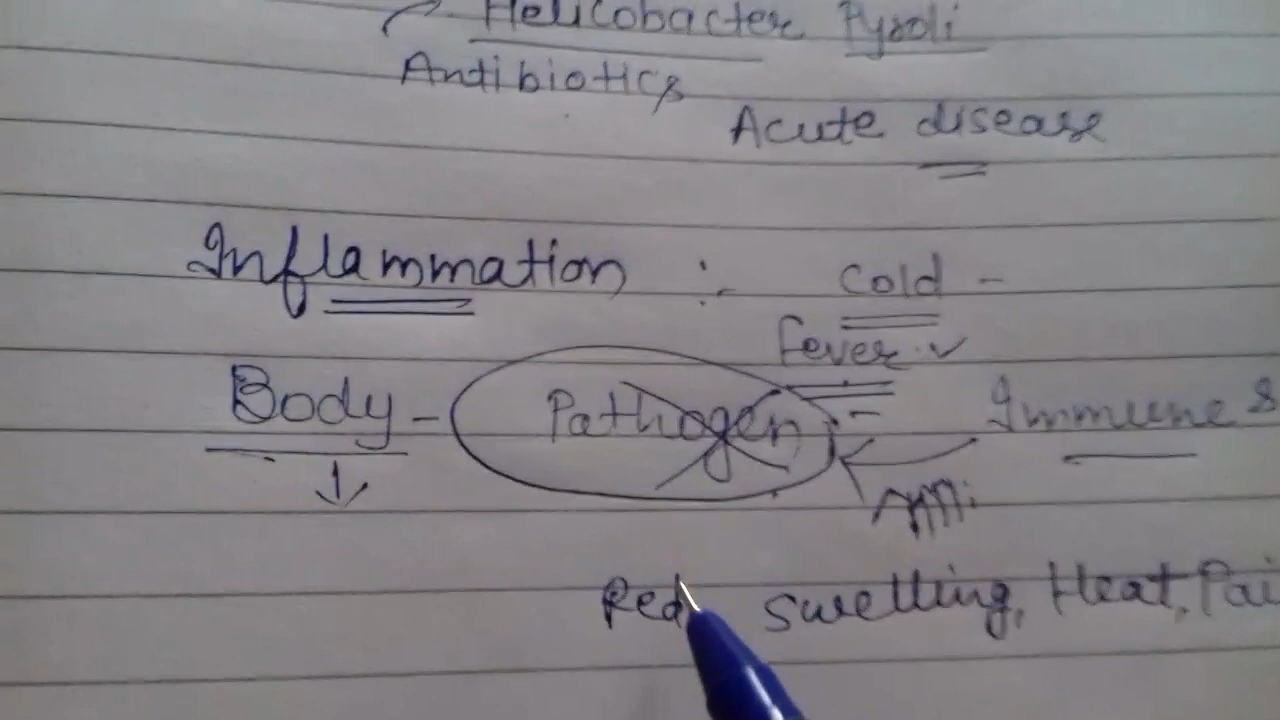 Helicobacter Pyroli
Antibiotics
Acute disease
Inflammation :- Cold -
Fever
Body - Pathogen - Immune S
Red Swelling, Heat, Pai